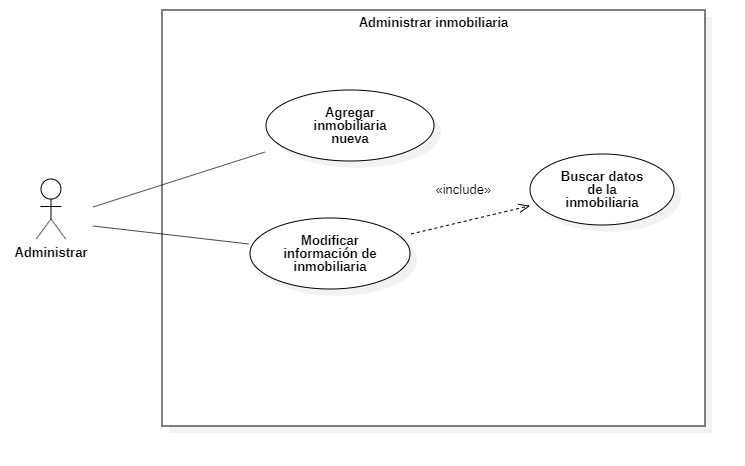 Administrar inmobiliaria
Agregar
inmobiliaria
nueva
Buscar datos
de la
inmobiliaria
«include»
Modificar
información de
inmobiliaria
Administrar